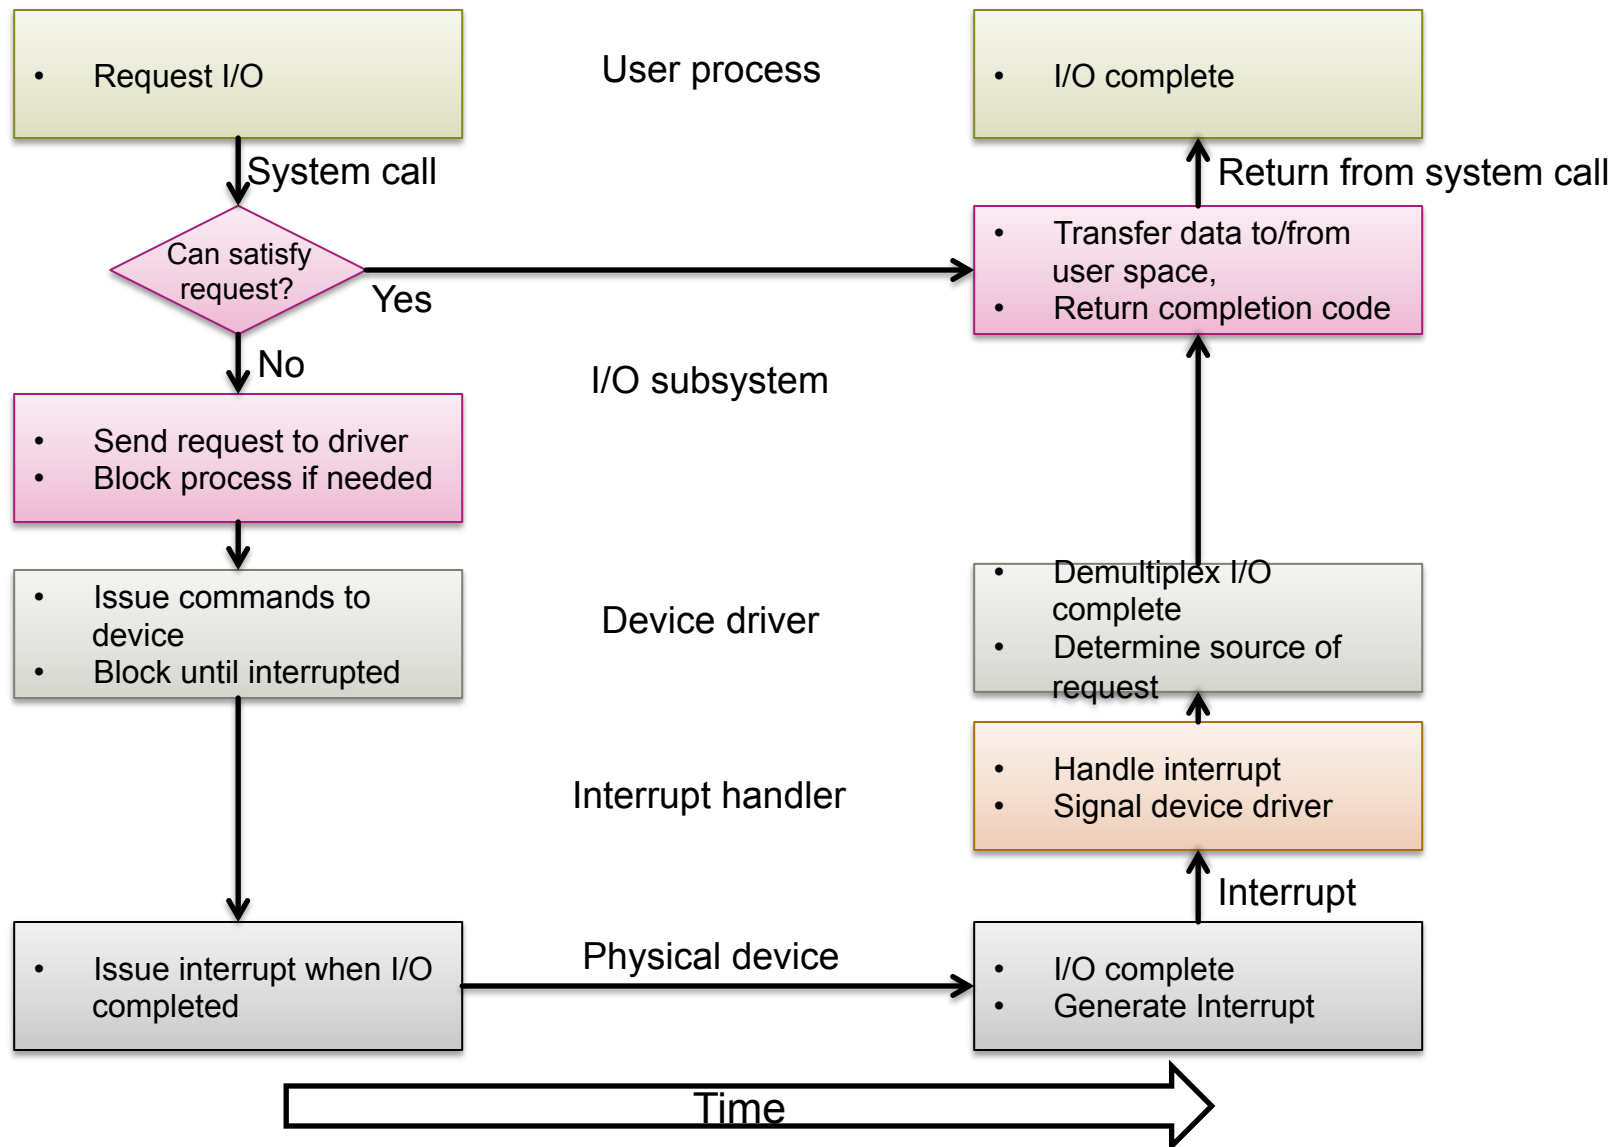 • Request I/O
User process
• I/O complete
System call
Return from system call
Can satisfy
request?
Yes
• Transfer data to/from
user space,
• Return completion code
No
I/O subsystem
• Send request to driver
• Block process if needed
• Issue commands to
device
• Block until interrupted
Device driver
• Demultiplex I/O
complete
• Determine source of
request
Interrupt handler
• Handle interrupt
• Signal device driver
Interrupt
• Issue interrupt when I/O
completed
Physical device
• I/O complete
• Generate Interrupt
Time